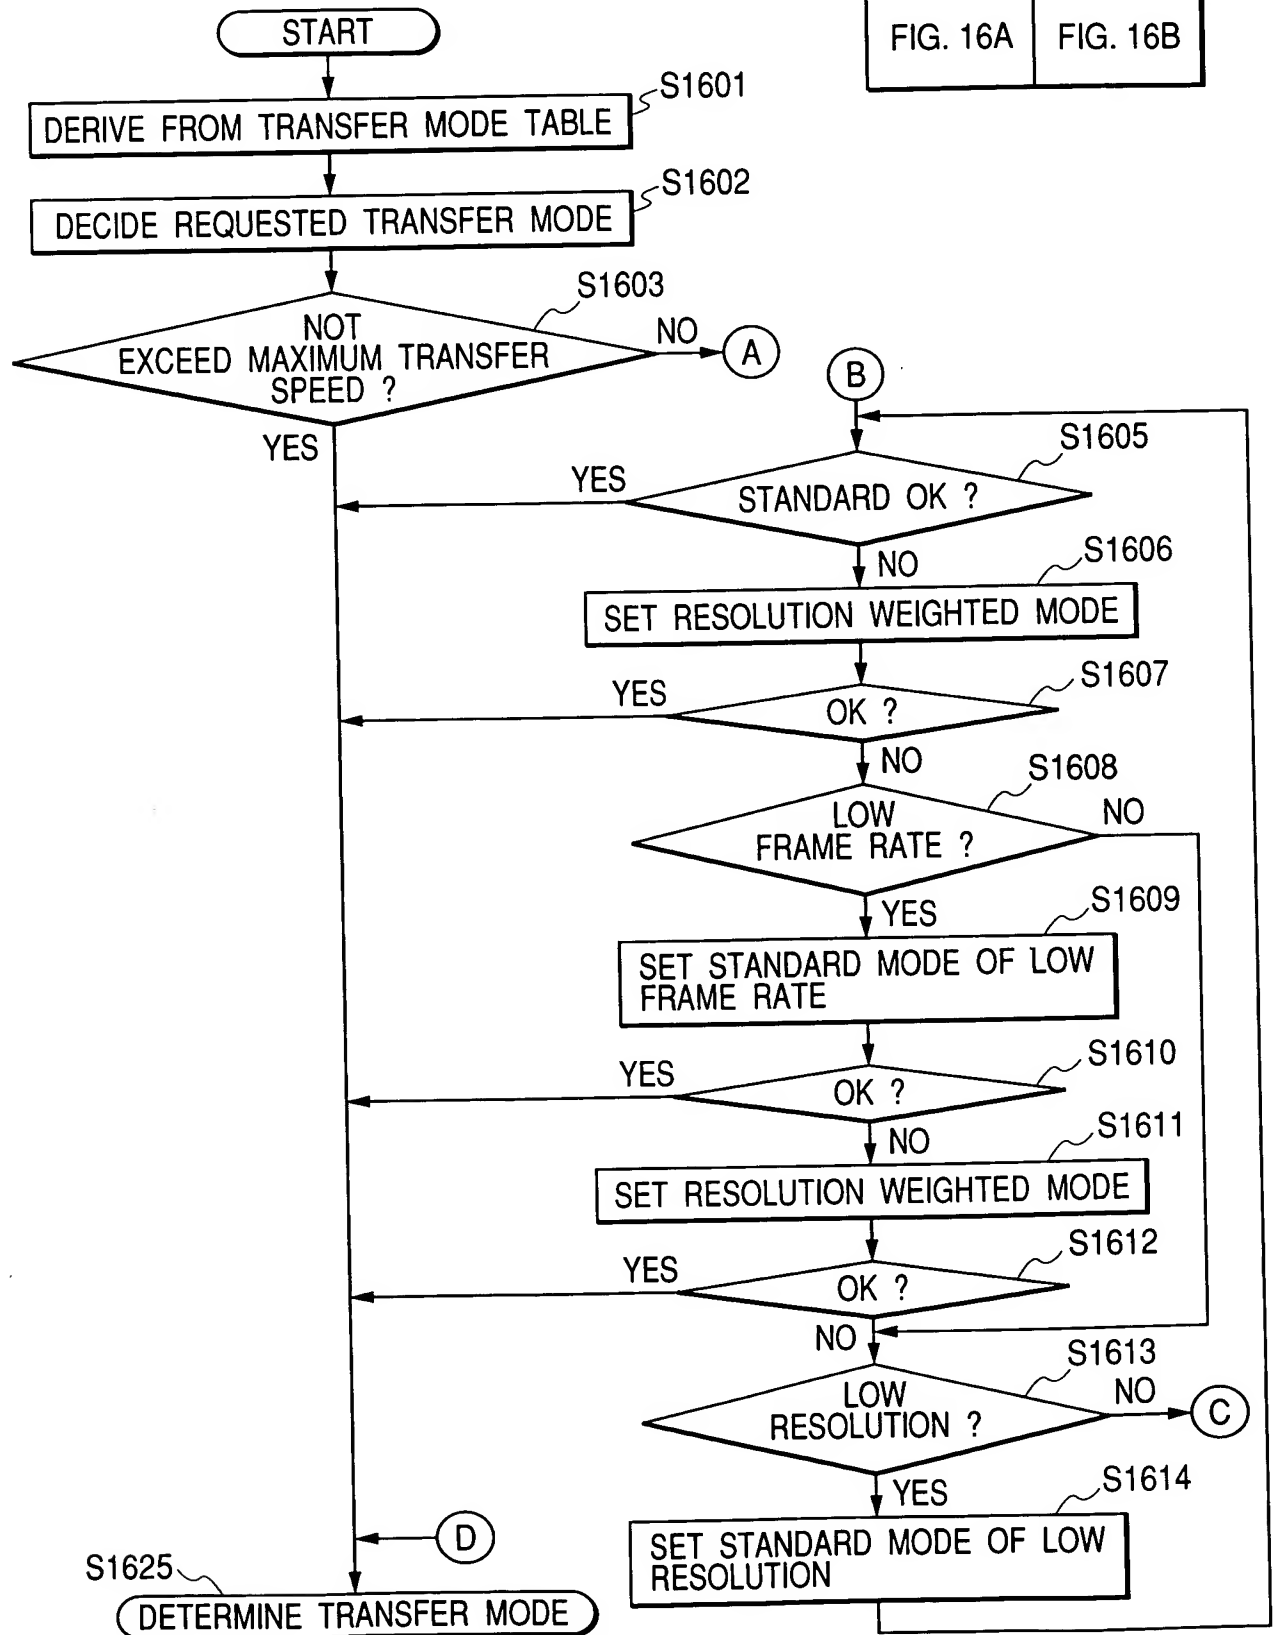 FIG. 16A
FIG. 16B
START
S1601
DERIVE FROM TRANSFER MODE TABLE
S1602
DECIDE REQUESTED TRANSFER MODE
S1603
NOT
EXCEED MAXIMUM TRANSFER
SPEED ?
NO
A
YES
B
S1605
STANDARD OK ?
YES
NO
S1606
SET RESOLUTION WEIGHTED MODE
S1607
OK ?
YES
NO
S1608
LOW
FRAME RATE ?
NO
YES
S1609
SET STANDARD MODE OF LOW
FRAME RATE
S1610
OK ?
YES
NO
S1611
SET RESOLUTION WEIGHTED MODE
S1612
OK ?
YES
NO
S1613
LOW
RESOLUTION ?
NO
C
YES
S1614
SET STANDARD MODE OF LOW
RESOLUTION
D
S1625
DETERMINE TRANSFER MODE